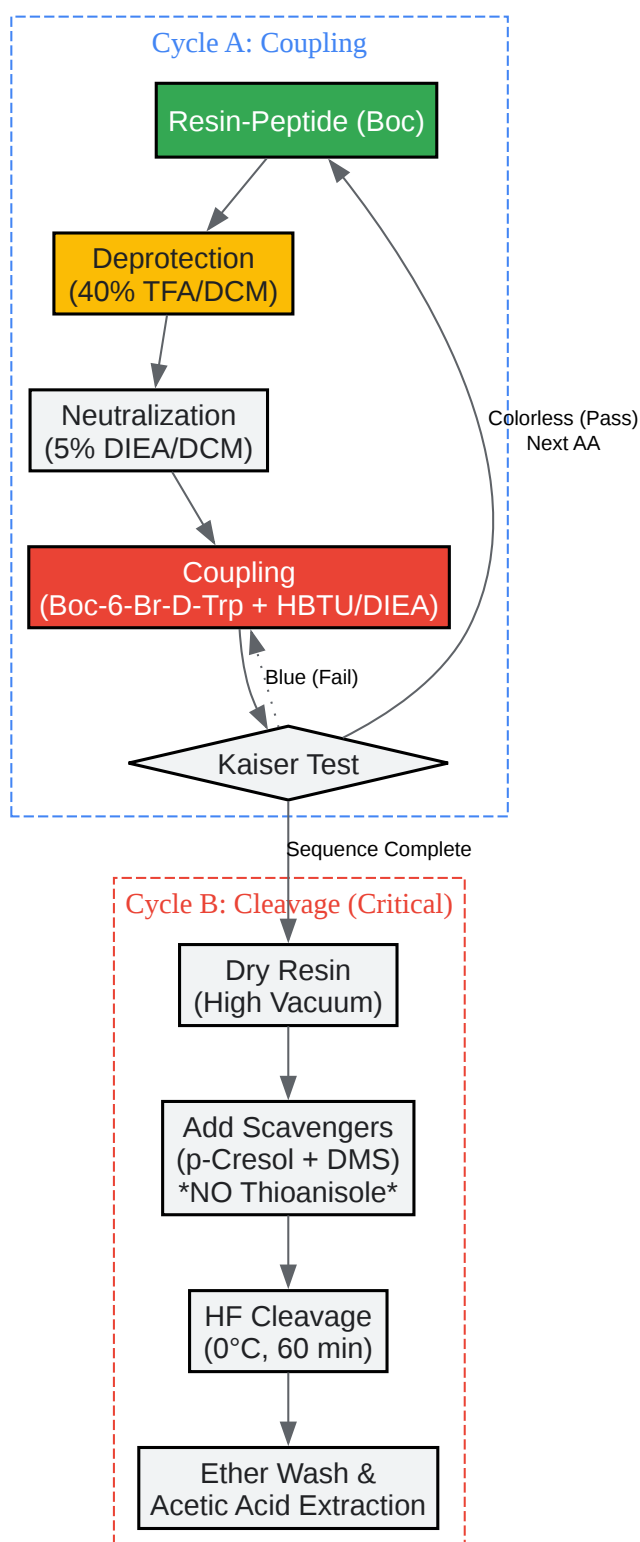 Cycle A: Coupling
Resin-Peptide (Boc)
Deprotection
(40% TFA/DCM)
Neutralization
(5% DIEA/DCM)
Colorless (Pass)
Next AA
Coupling
(Boc-6-Br-D-Trp + HBTU/DIEA)
Blue (Fail)
Kaiser Test
Sequence Complete
Cycle B: Cleavage (Critical)
Dry Resin
(High Vacuum)
Add Scavengers
(p-Cresol + DMS)
*NO Thioanisole*
HF Cleavage
(0°C, 60 min)
Ether Wash &
Acetic Acid Extraction